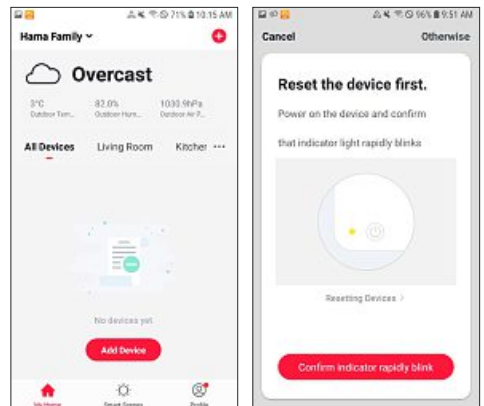 71% 10:15 AM
Hama Family
Overcast
3°C 82.0% 1030.9hPa
Outdoor Tem... Outdoor Hum... Outdoor Air P...
All Devices Living Room Kitcher ···
No devices yet
Add Device
My Home Smart Scenes Profile
96% 9:51 AM
Cancel Otherwise
Reset the device first.
Power on the device and confirm
that indicator light rapidly blinks
Resetting Devices >
Confirm indicator rapidly blink